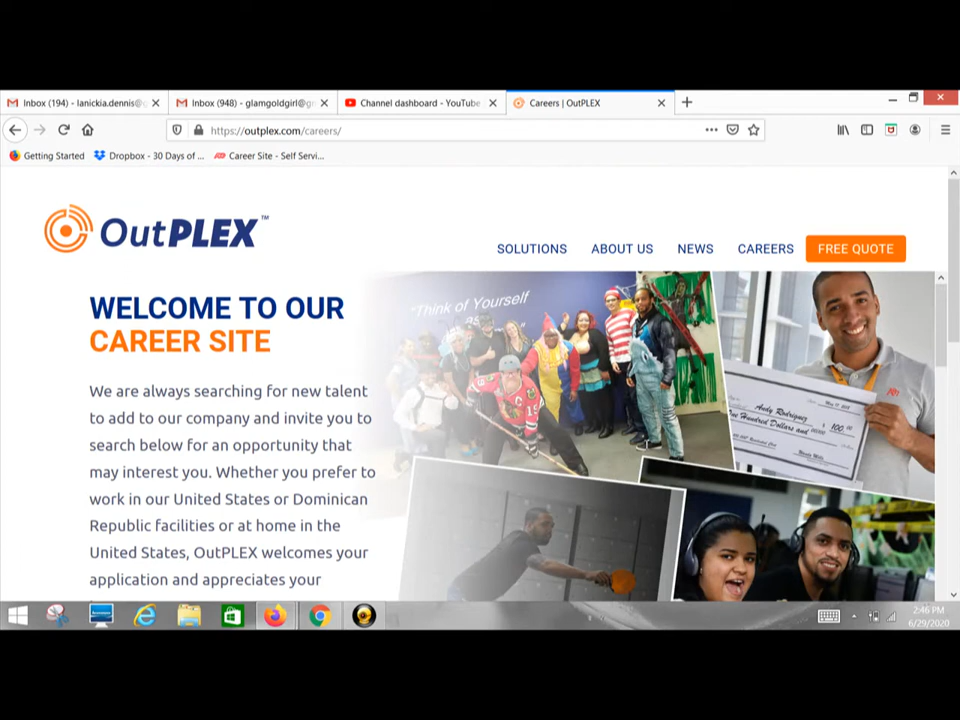 Inbox (194) - lanickia.dennis@g
Inbox (948) - glamgoldgirl@g
Channel dashboard - YouTube
Careers | OutPLEX
https://outplex.com/careers/
Getting Started
Dropbox - 30 Days of ...
Career Site - Self Servi...
OutPLEX™
SOLUTIONS
ABOUT US
NEWS
CAREERS
FREE QUOTE
WELCOME TO OUR
CAREER SITE
We are always searching for new talent
to add to our company and invite you to
search below for an opportunity that
may interest you. Whether you prefer to
work in our United States or Dominican
Republic facilities or at home in the
United States, OutPLEX welcomes your
application and appreciates your
"Think of Yourself
Andy Rodriguez
One Hundred Dollars and
100
2:46 PM
6/29/2020